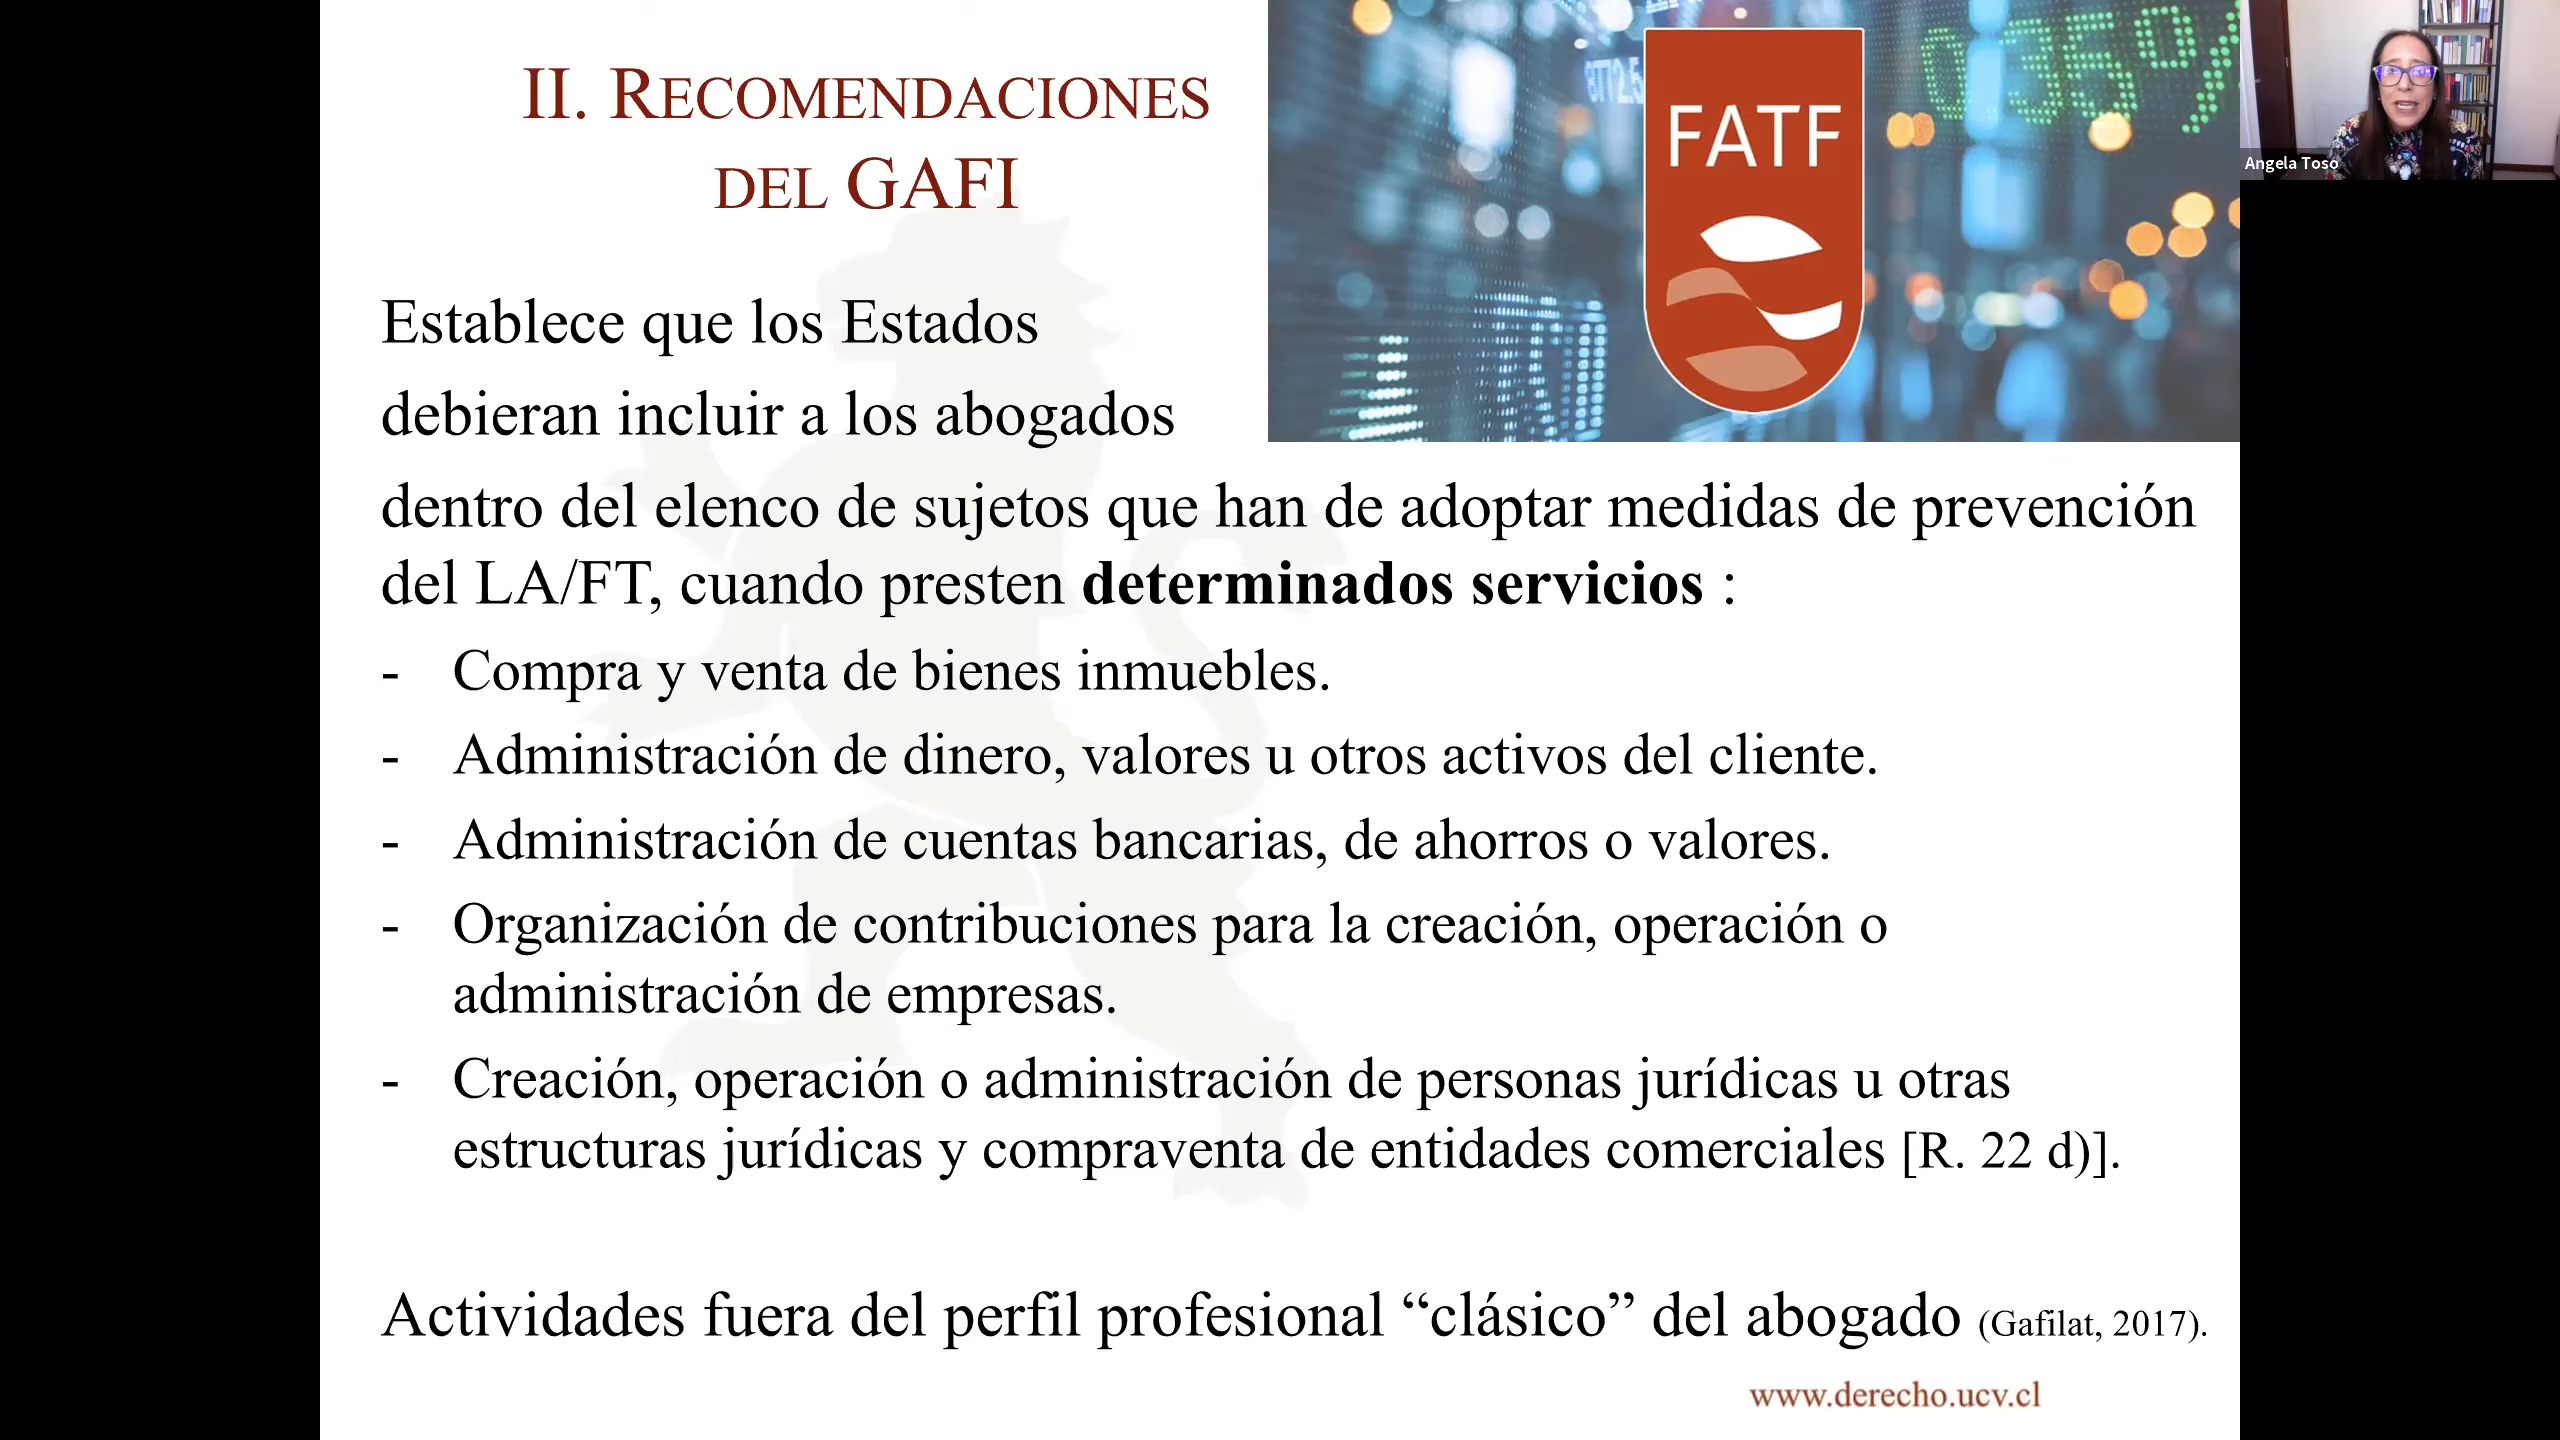 II. RECOMENDACIONES
DEL GAFI
FATF
0.35%
Angela Toso
Establece que los Estados
debieran incluir a los abogados
dentro del elenco de sujetos que han de adoptar medidas de prevención
del LA/FT, cuando presten determinados servicios :
- Compra y venta de bienes inmuebles.
- Administración de dinero, valores u otros activos del cliente.
- Administración de cuentas bancarias, de ahorros o valores.
- Organización de contribuciones para la creación, operación o
administración de empresas.
- Creación, operación o administración de personas jurídicas u otras
estructuras jurídicas y compraventa de entidades comerciales [R. 22 d)].
Actividades fuera del perfil profesional “clásico” del abogado (Gafilat, 2017).
www.derecho.ucv.cl